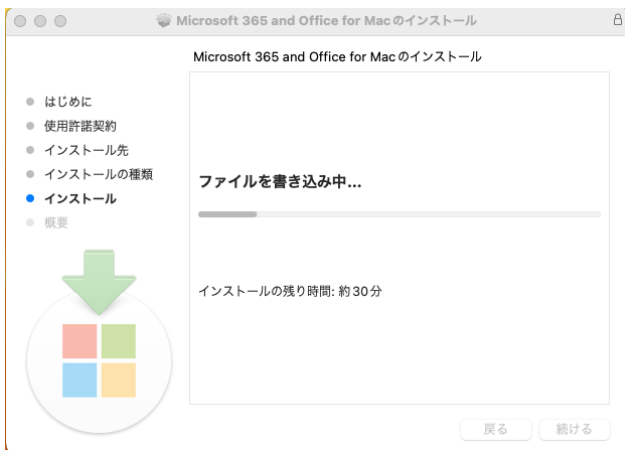 Microsoft 365 and Office for Macのインストール
Microsoft 365 and Office for Macのインストール
はじめに
使用許諾契約
インストール先
インストールの種類
インストール
概要
ファイルを書き込み中...
インストールの残り時間: 約30分
戻る
続ける